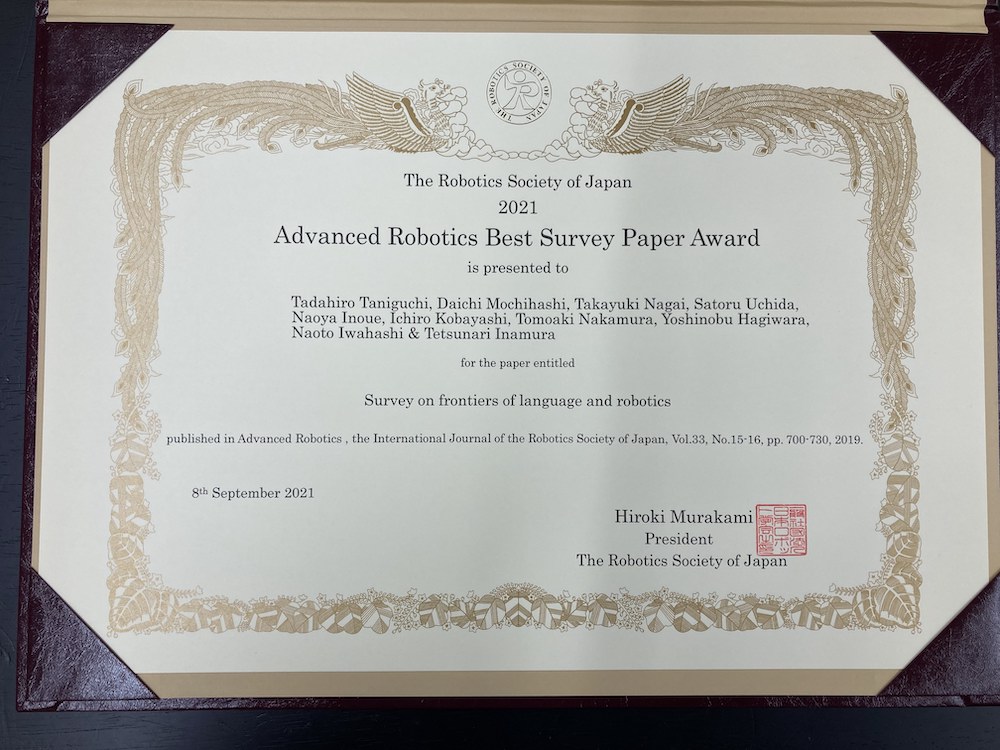 THE ROBOTICS SOCIETY OF JAPAN
The Robotics Society of Japan
2021
Advanced Robotics Best Survey Paper Award
is presented to
Tadahiro Taniguchi, Daichi Mochihashi, Takayuki Nagai, Satoru Uchida,
Naoya Inoue, Ichiro Kobayashi, Tomoaki Nakamura, Yoshinobu Hagiwara,
Naoto Iwahashi & Tetsunari Inamura
for the paper entitled
Survey on frontiers of language and robotics
published in Advanced Robotics , the International Journal of the Robotics Society of Japan, Vol.33, No.15-16, pp. 700-730, 2019.
8th September 2021
Hiroki Murakami
President
The Robotics Society of Japan